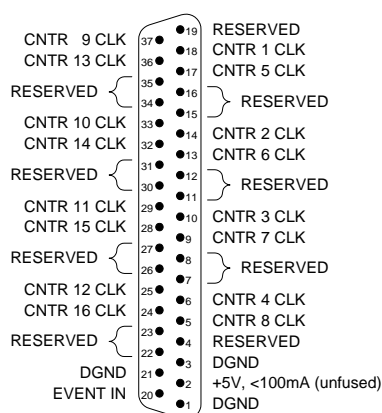 19 RESERVED
CNTR 9 CLK 37
18 CNTR 1 CLK
CNTR 13 CLK 36
17 CNTR 5 CLK
35
RESERVED
34
16
RESERVED
15
CNTR 10 CLK 33
14 CNTR 2 CLK
CNTR 14 CLK 32
13 CNTR 6 CLK
31
RESERVED
30
12
RESERVED
11
CNTR 11 CLK 29
10 CNTR 3 CLK
CNTR 15 CLK 28
9 CNTR 7 CLK
27
RESERVED
26
8
RESERVED
7
CNTR 12 CLK 25
6 CNTR 4 CLK
CNTR 16 CLK 24
5 CNTR 8 CLK
23
RESERVED
22
4 RESERVED
3 DGND
DGND 21
2 +5V, <100mA (unfused)
EVENT IN 20
1 DGND